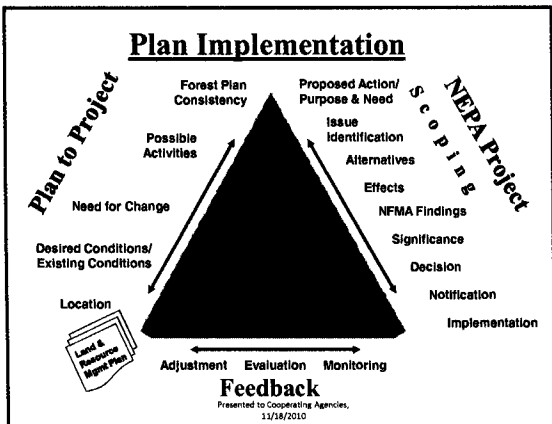 Plan Implementation
Plan to Project
Forest Plan
Consistency
Possible
Activities
Need for Change
Desired Conditions/
Existing Conditions
Location
Land &
Resource
Mgmt Plan
Proposed Action/
Purpose & Need
Issue
Identification
Alternatives
Effects
NFMA Findings
Significance
Decision
Notification
Implementation
Scoping
NEPA Project
Adjustment Evaluation Monitoring
Feedback
Presented to Cooperating Agencies,
11/18/2010